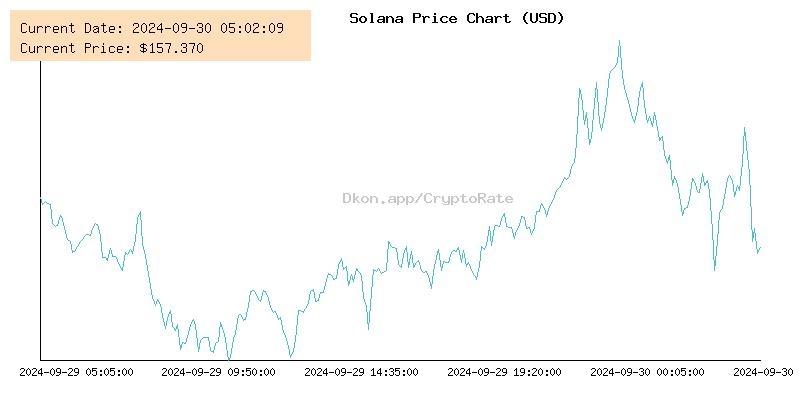 Solana Price Chart (USD)
Current Date: 2024-09-30 05:02:09
Current Price: $157.370
Dkon.app/CryptoRate
2024-09-29 05:05:00 2024-09-29 09:50:00 2024-09-29 14:35:00 2024-09-29 19:20:00 2024-09-30 00:05:00 2024-09-30